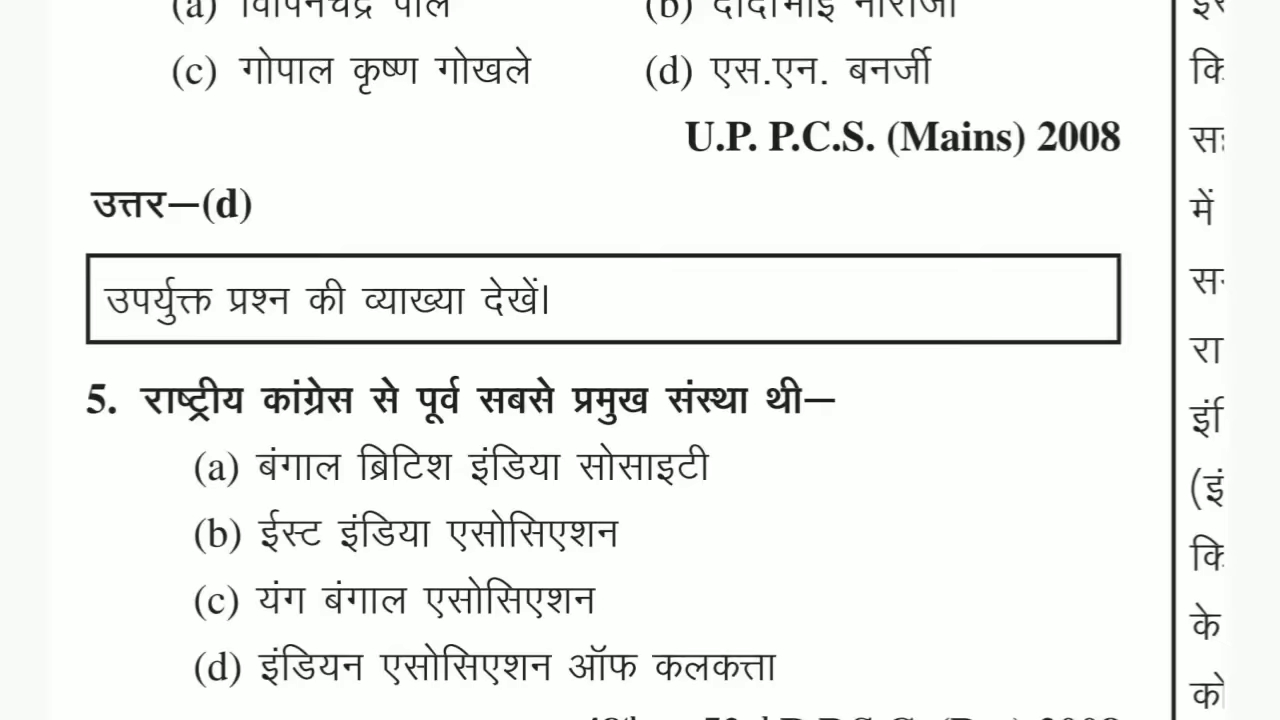 (a) विपिनचंद्र पाल (b) दादाभाई नौरोजी
(c) गोपाल कृष्ण गोखले (d) एस.एन. बनर्जी
U.P. P.C.S. (Mains) 2008
उत्तर—(d)
उपर्युक्त प्रश्न की व्याख्या देखें।
5. राष्ट्रीय कांग्रेस से पूर्व सबसे प्रमुख संस्था थी—
(a) बंगाल ब्रिटिश इंडिया सोसाइटी
(b) ईस्ट इंडिया एसोसिएशन
(c) यंग बंगाल एसोसिएशन
(d) इंडियन एसोसिएशन ऑफ कलकत्ता
में
के